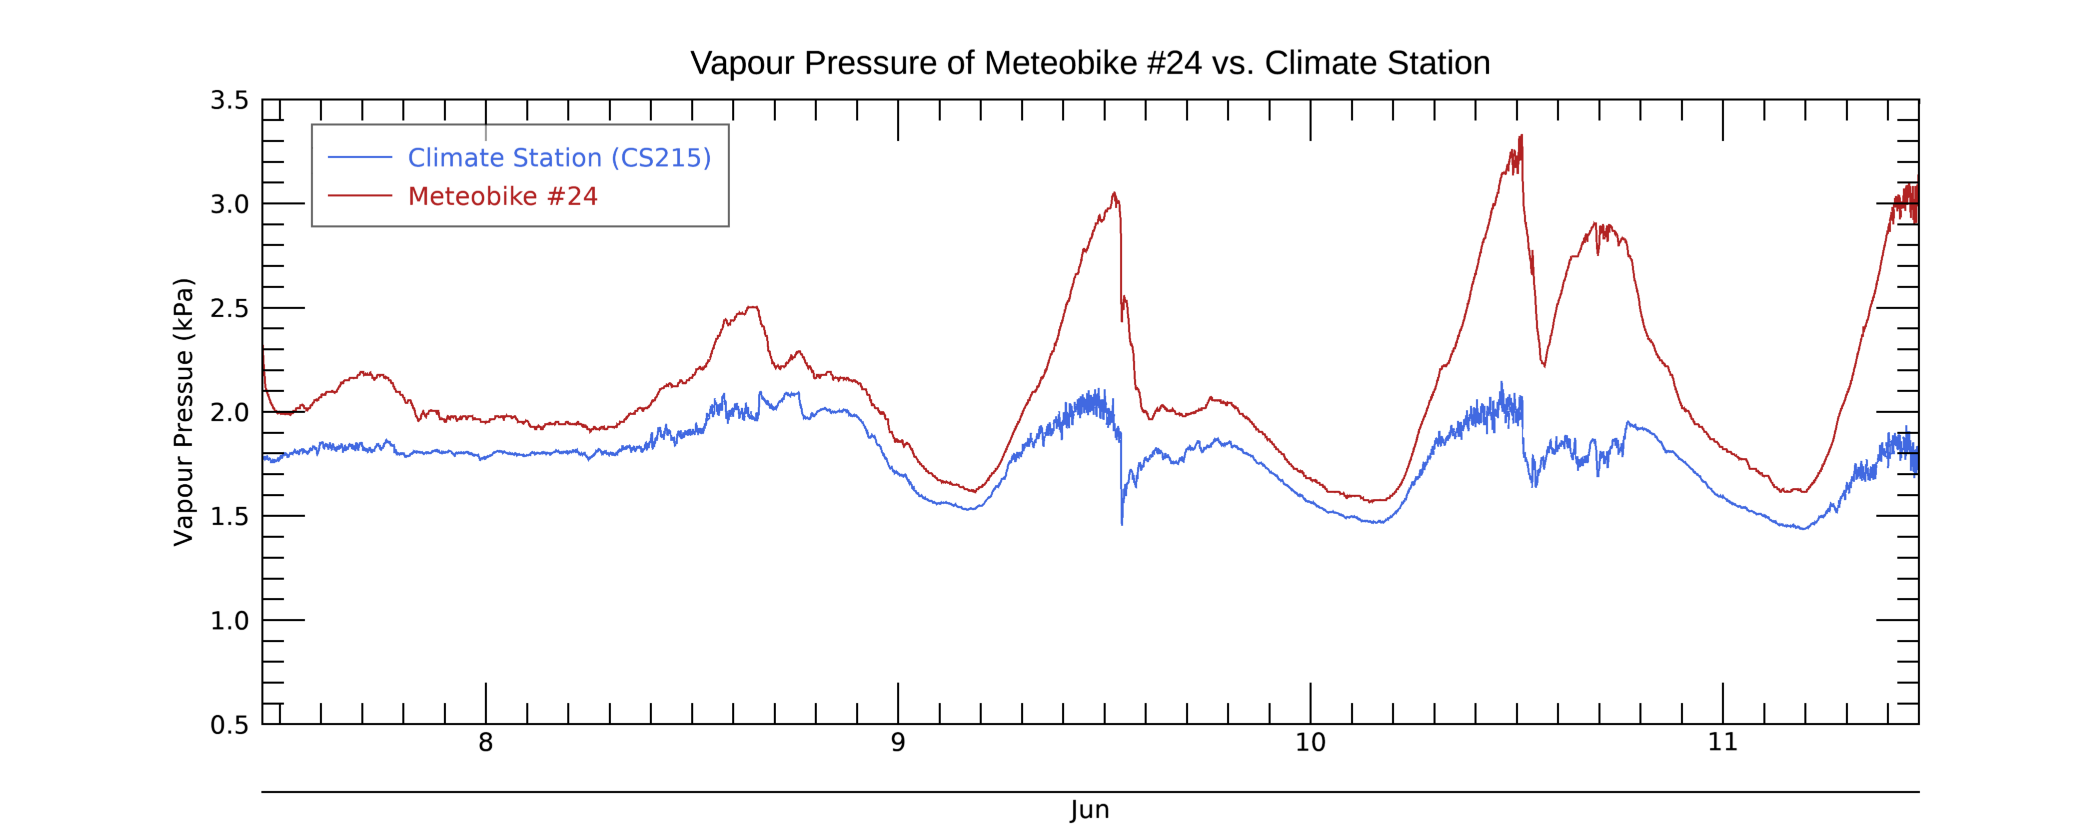 Vapour Pressure of Meteobike #24 vs. Climate Station
3.5
3.0
2.5
2.0
1.5
1.0
0.5
Vapour Pressue (kPa)
Climate Station (CS215)
Meteobike #24
8
9
10
11
Jun